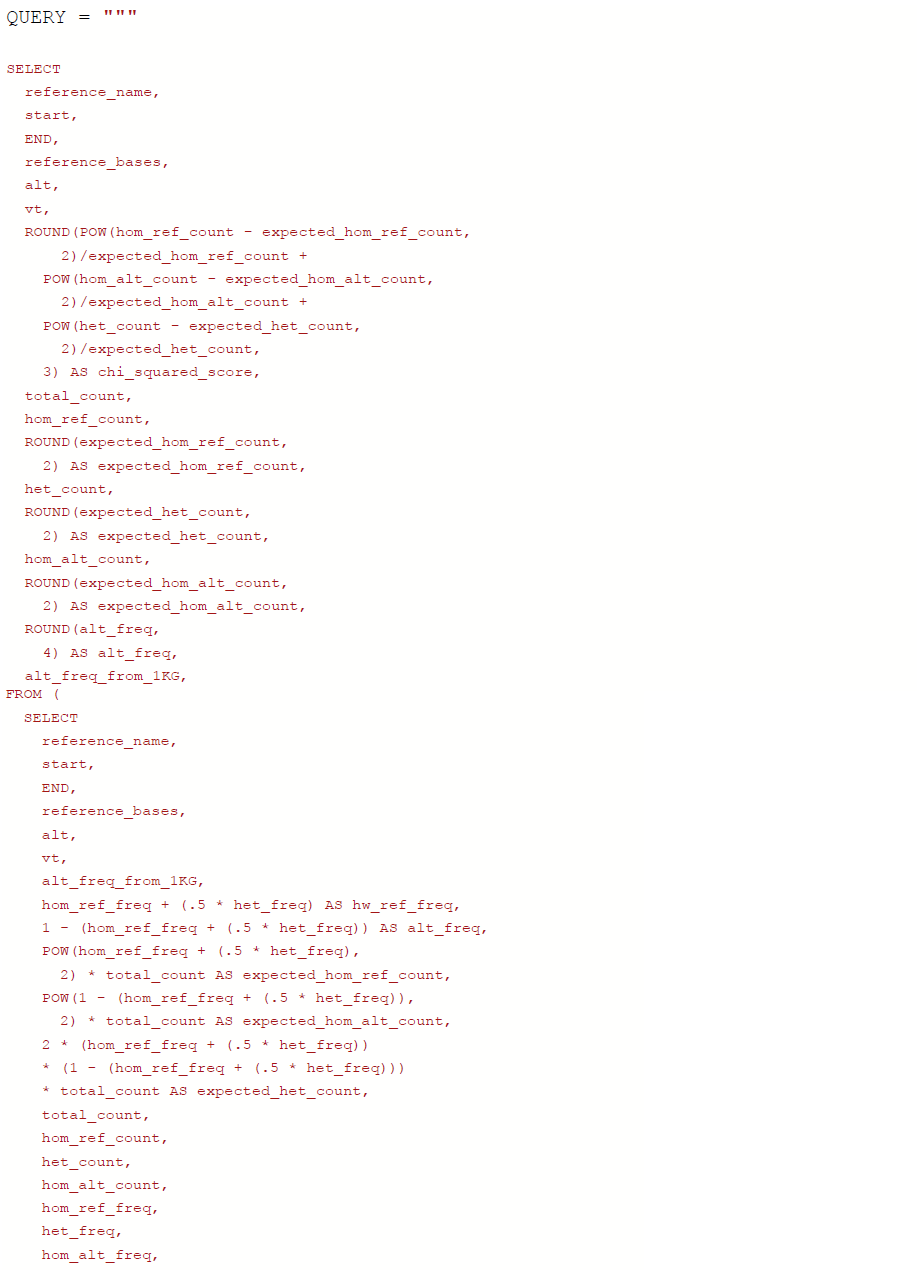 QUERY = """
SELECT
reference_name,
start,
END,
reference_bases,
alt,
vt,
ROUND(POW(hom_ref_count - expected_hom_ref_count,
2)/expected_hom_ref_count +
POW(hom_alt_count - expected_hom_alt_count,
2)/expected_hom_alt_count +
POW(het_count - expected_het_count,
2)/expected_het_count,
3) AS chi_squared_score,
total_count,
hom_ref_count,
ROUND(expected_hom_ref_count,
2) AS expected_hom_ref_count,
het_count,
ROUND(expected_het_count,
2) AS expected_het_count,
hom_alt_count,
ROUND(expected_hom_alt_count,
2) AS expected_hom_alt_count,
ROUND(alt_freq,
4) AS alt_freq,
alt_freq_from_1KG,
FROM (
SELECT
reference_name,
start,
END,
reference_bases,
alt,
vt,
alt_freq_from_1KG,
hom_ref_freq + (.5 * het_freq) AS hw_ref_freq,
1 - (hom_ref_freq + (.5 * het_freq)) AS alt_freq,
POW(hom_ref_freq + (.5 * het_freq),
2) * total_count AS expected_hom_ref_count,
POW(1 - (hom_ref_freq + (.5 * het_freq)),
2) * total_count AS expected_hom_alt_count,
2 * (hom_ref_freq + (.5 * het_freq))
* (1 - (hom_ref_freq + (.5 * het_freq)))
* total_count AS expected_het_count,
total_count,
hom_ref_count,
het_count,
hom_alt_count,
hom_ref_freq,
het_freq,
hom_alt_freq,